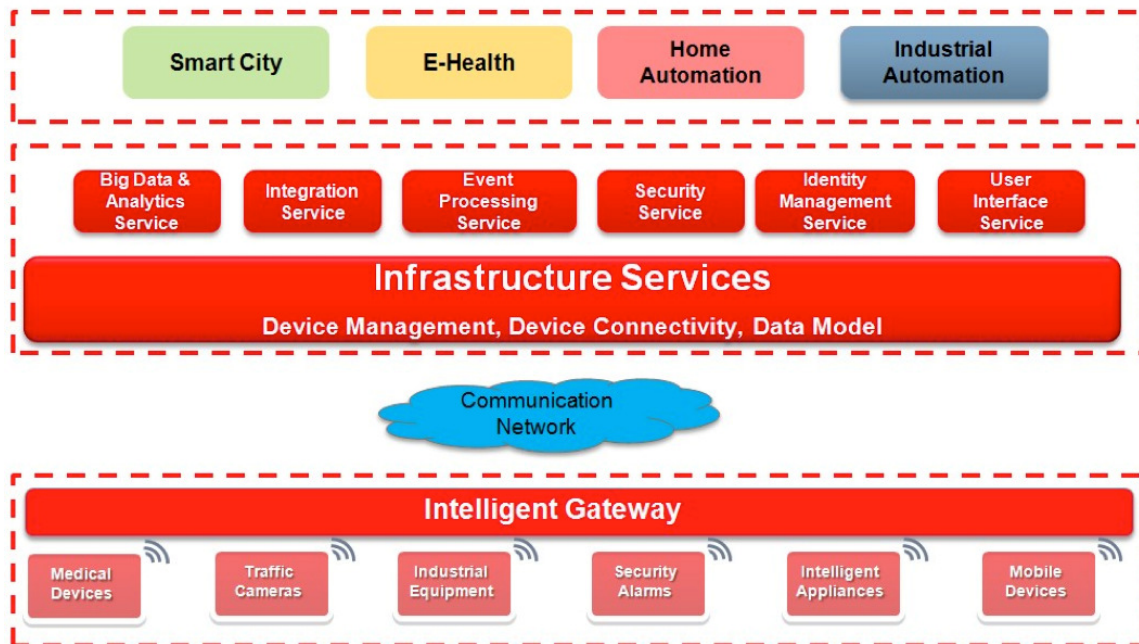 Smart City
E-Health
Home
Automation
Industrial
Automation
Big Data &
Analytics
Service
Integration
Service
Event
Processing
Service
Security
Service
Identity
Management
Service
User
Interface
Service
Infrastructure Services
Device Management, Device Connectivity, Data Model
Communication
Network
Intelligent Gateway
Medical
Devices
Traffic
Cameras
Industrial
Equipment
Security
Alarms
Intelligent
Appliances
Mobile
Devices